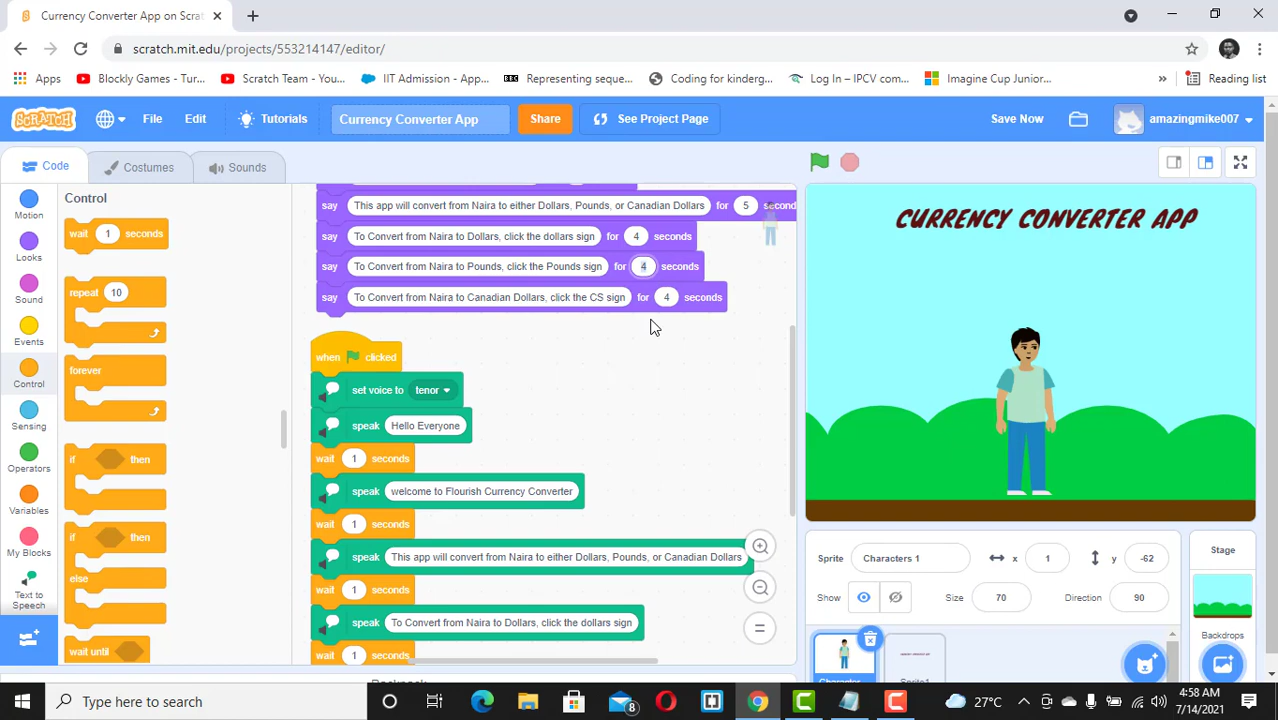 Currency Converter App on Scrat
scratch.mit.edu/projects/553214147/editor/
Apps
Blockly Games - Tur...
Scratch Team - You...
IIT Admission - App...
Representing seque...
Coding for kinderg...
Log In – IPCV com...
Imagine Cup Junior...
»
Reading list
SCRATCH
File
Edit
Tutorials
Currency Converter App
Share
See Project Page
Save Now
amazingmike007
Code
Costumes
Sounds
Motion
Looks
Sound
Events
Control
Sensing
Operators
Variables
My Blocks
Text to
Speech
Control
wait 1 seconds
repeat 10
forever
if then
if then
else
wait until
say This app will convert from Naira to either Dollars, Pounds, or Canadian Dollars for 5 second
say To Convert from Naira to Dollars, click the dollars sign for 4 seconds
say To Convert from Naira to Pounds, click the Pounds sign for 4 seconds
say To Convert from Naira to Canadian Dollars, click the CS sign for 4 seconds
when clicked
set voice to tenor
speak Hello Everyone
wait 1 seconds
speak welcome to Flourish Currency Converter
wait 1 seconds
speak This app will convert from Naira to either Dollars, Pounds, or Canadian Dollars
wait 1 seconds
speak To Convert from Naira to Dollars, click the dollars sign
wait 1 seconds
CURRENCY CONVERTER APP
Sprite Characters 1 x 1 y -62
Show Size 70 Direction 90
Stage
Backdrops
Character
Sprite1
Type here to search
8
27°C
4:58 AM
7/14/2021